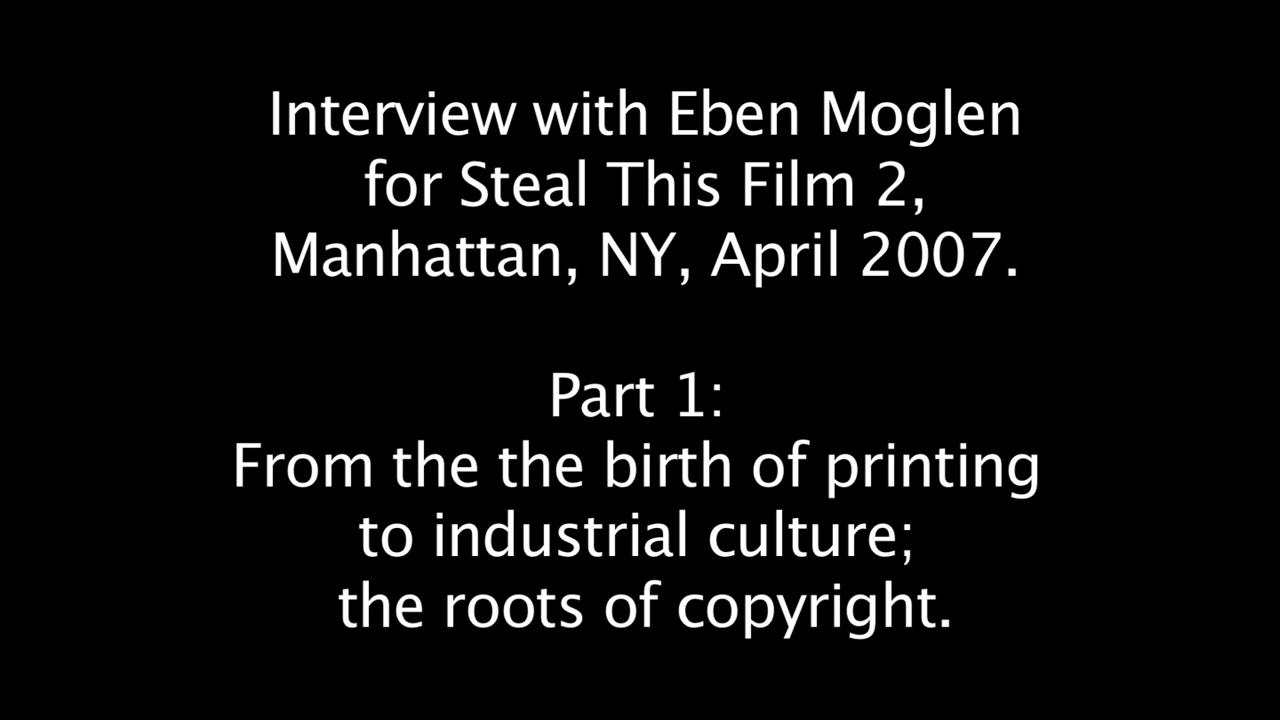 Interview with Eben Moglen
for Steal This Film 2,
Manhattan, NY, April 2007.
Part 1:
From the the birth of printing
to industrial culture;
the roots of copyright.